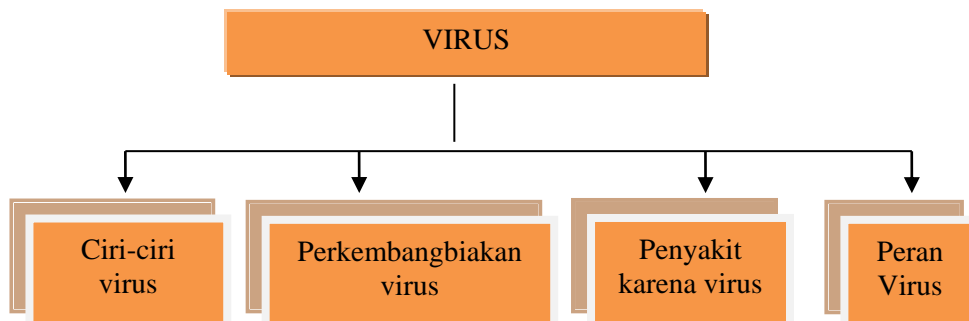 VIRUS
Ciri-ciri
virus
Perkembangbiakan
virus
Penyakit
karena virus
Peran
Virus